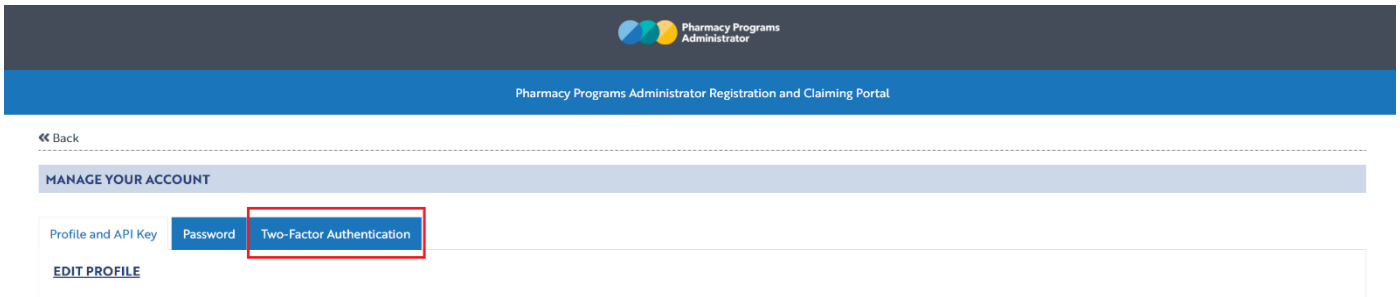 Pharmacy Programs
Administrator
Pharmacy Programs Administrator Registration and Claiming Portal
« Back
MANAGE YOUR ACCOUNT
Profile and API Key Password Two-Factor Authentication
EDIT PROFILE